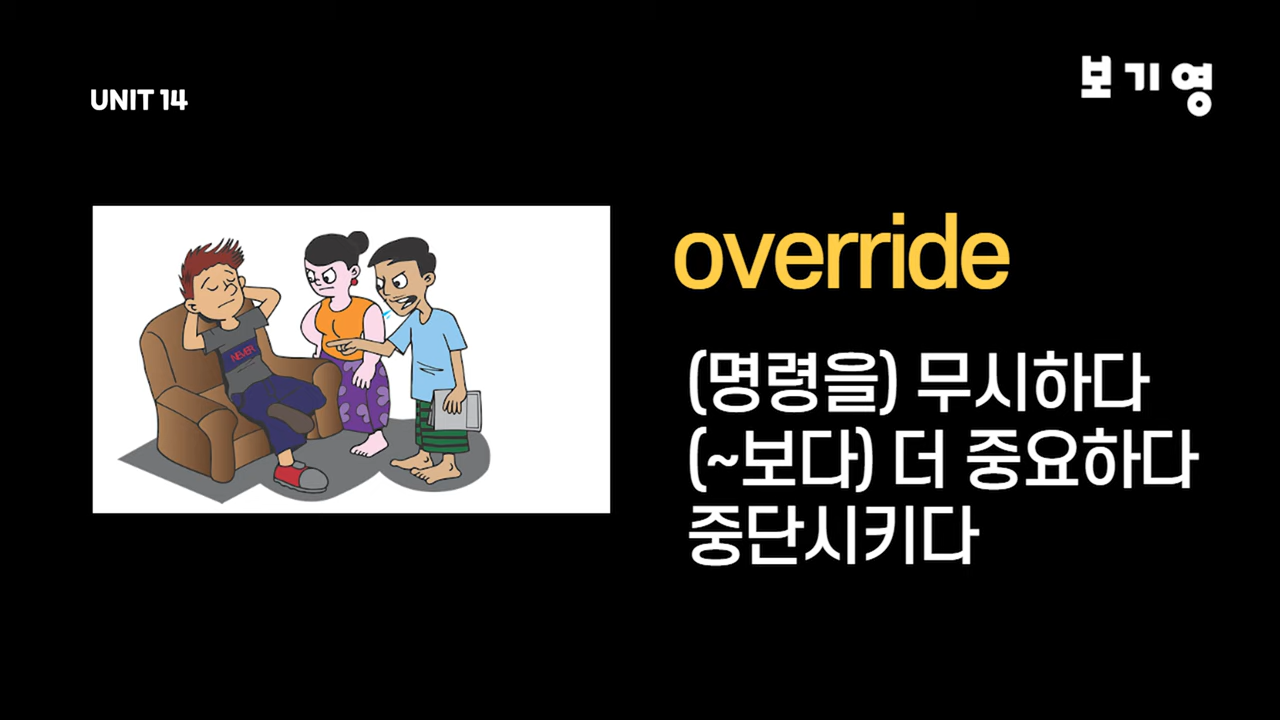 UNIT 14
보기영
override
NEVER
(명령을) 무시하다
(~보다) 더 중요하다
중단시키다